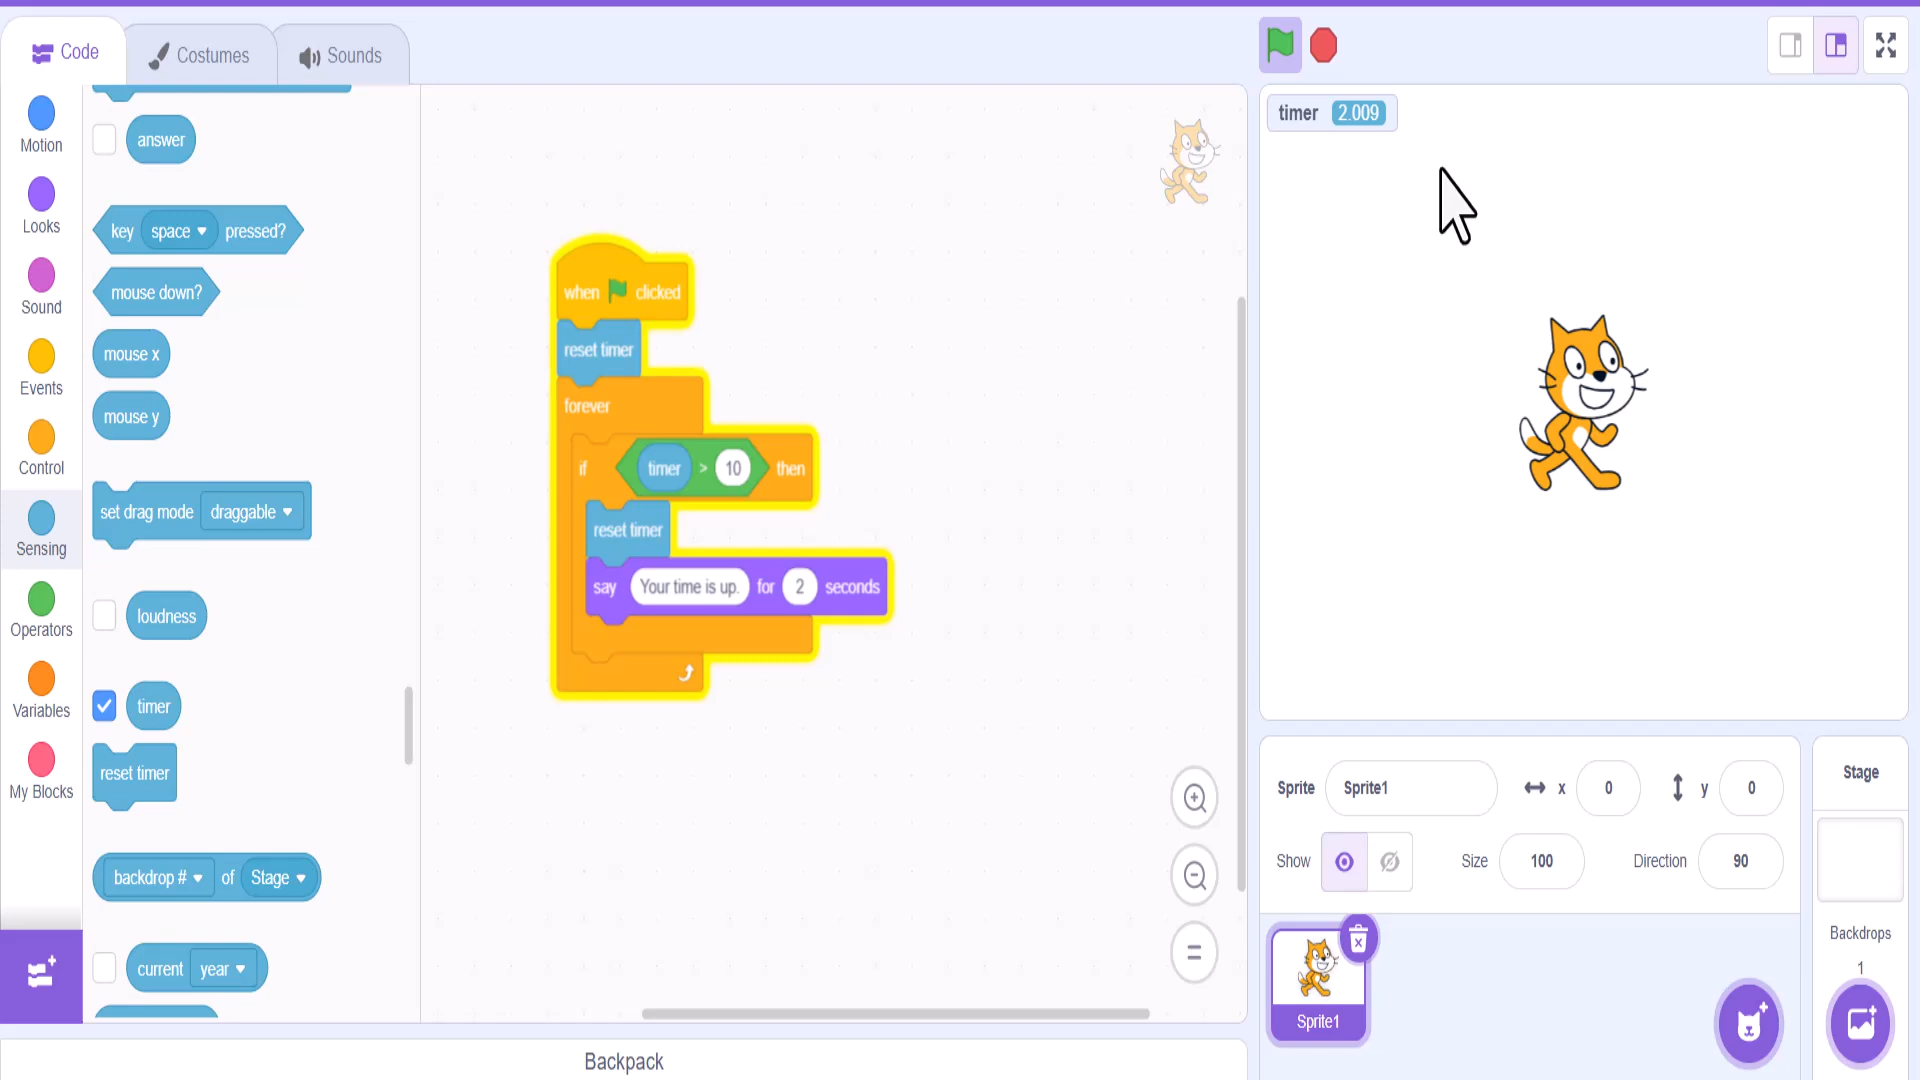 Code
Costumes
Sounds
Motion
Looks
Sound
Events
Control
Sensing
Operators
Variables
My Blocks
answer
key space pressed?
mouse down?
mouse x
mouse y
set drag mode draggable
loudness
timer
reset timer
backdrop # of Stage
current year
when clicked
reset timer
forever
if timer > 10 then
reset timer
say Your time is up. for 2 seconds
Backpack
timer 2.009
Sprite Sprite1 x 0 y 0
Show Size 100 Direction 90
Sprite1
Stage
Backdrops
1